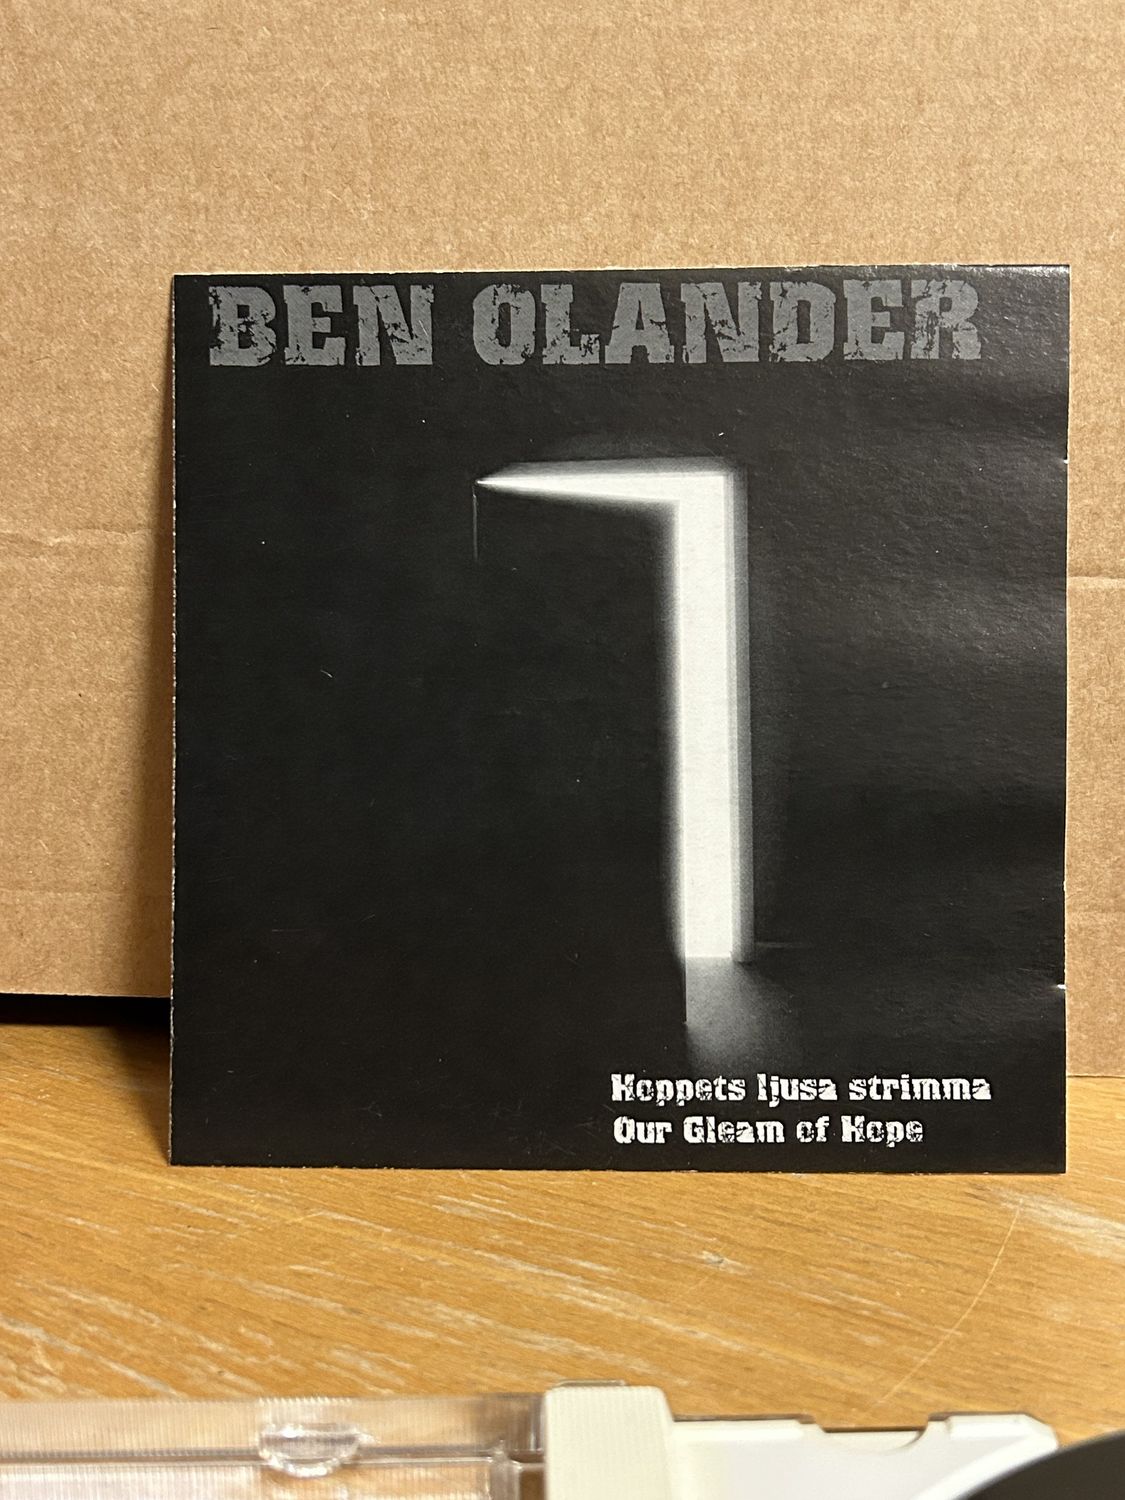 BEN OLANDER
Hoppets ljusa strimma
Our Gleam of Hope